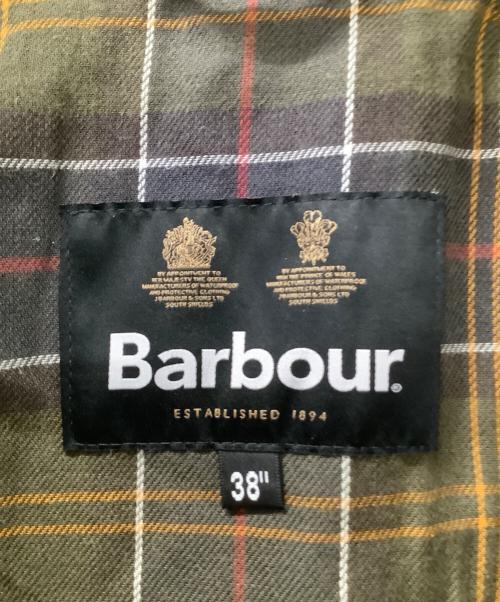 BY APPOINTMENT TO
HER MAJESTY THE QUEEN
MANUFACTURERS OF WATERPROOF
AND PROTECTIVE CLOTHING
J BARBOUR & SONS LTD
SOUTH SHIELDS
BY APPOINTMENT TO
HRH THE PRINCE OF WALES
MANUFACTURERS OF WATERPROOF
AND PROTECTIVE CLOTHING
J BARBOUR & SONS LTD
SOUTH SHIELDS
Barbour®
ESTABLISHED 1894
38"